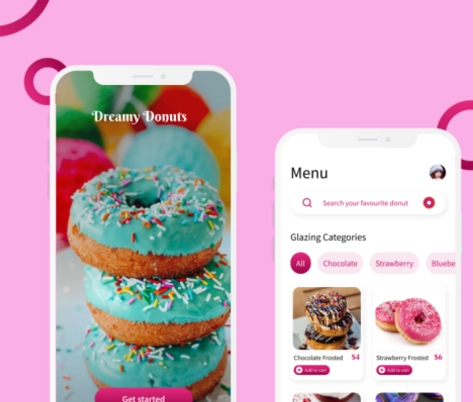 Dreamy Donuts
Get started
Menu
Search your favourite donut
Glazing Categories
All
Chocolate
Strawberry
Bluebe
Chocolate Frosted $4
Add to cart
Strawberry Frosted $6
Add to cart